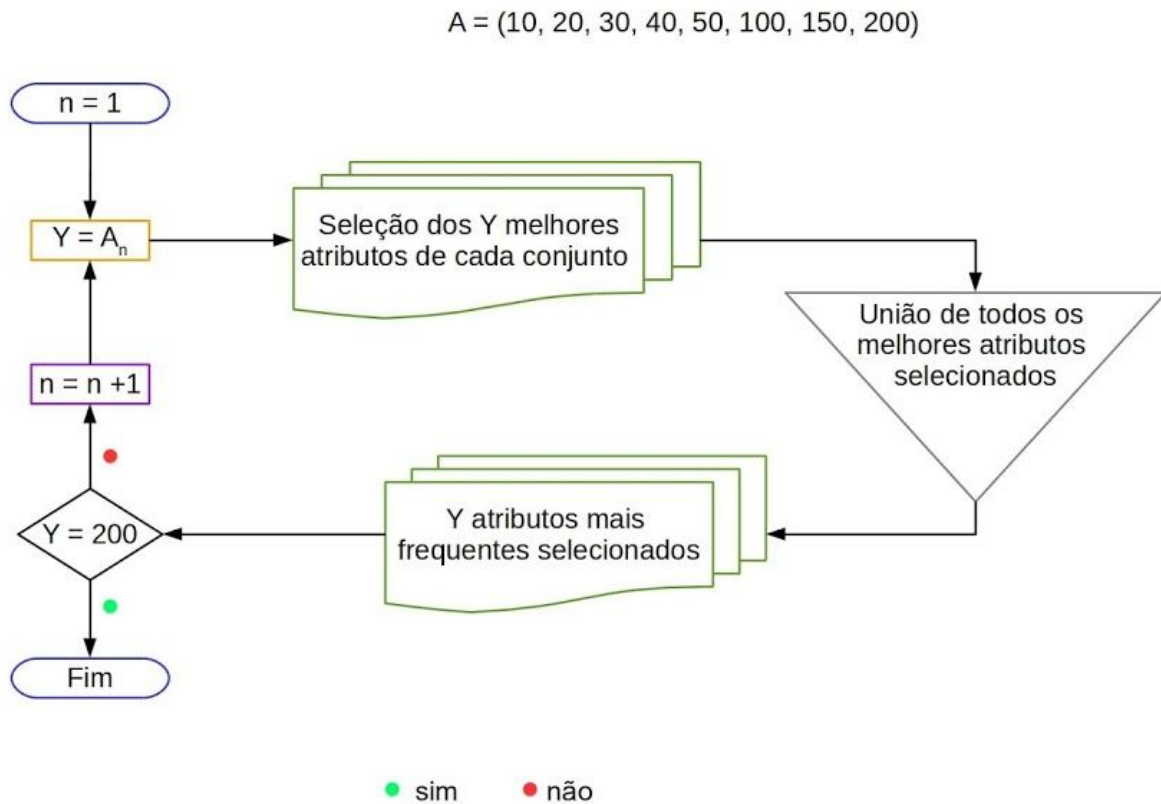 A = (10, 20, 30, 40, 50, 100, 150, 200)
n = 1
Y = Aₙ
Seleção dos Y melhores
atributos de cada conjunto
União de todos os
melhores atributos
selecionados
n = n +1
Y atributos mais
frequentes selecionados
Y = 200
Fim
sim
não